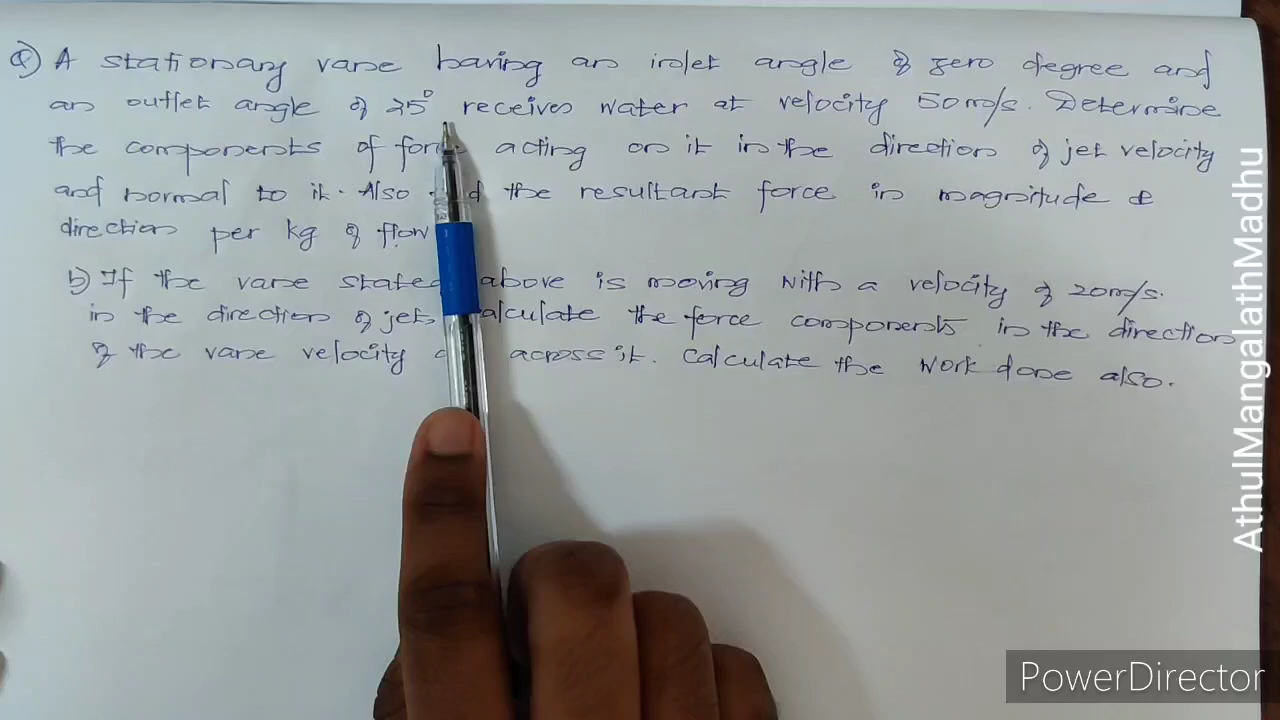 Q) A stationary vane having an inlet angle of zero degree and
an outlet angle of 25° receives water at velocity 50m/s. Determine
the components of acting on it in the direction of jet velocity
and normal to it. Also the resultant force in magnitude &
direction per kg of flow
b) If the vane stated above is moving with a velocity of 20m/s.
in the direction of jet, calculate the force components in the direction
of the vane velocity across it. Calculate the work done also.
AthulMangalathMadhu
PowerDirector